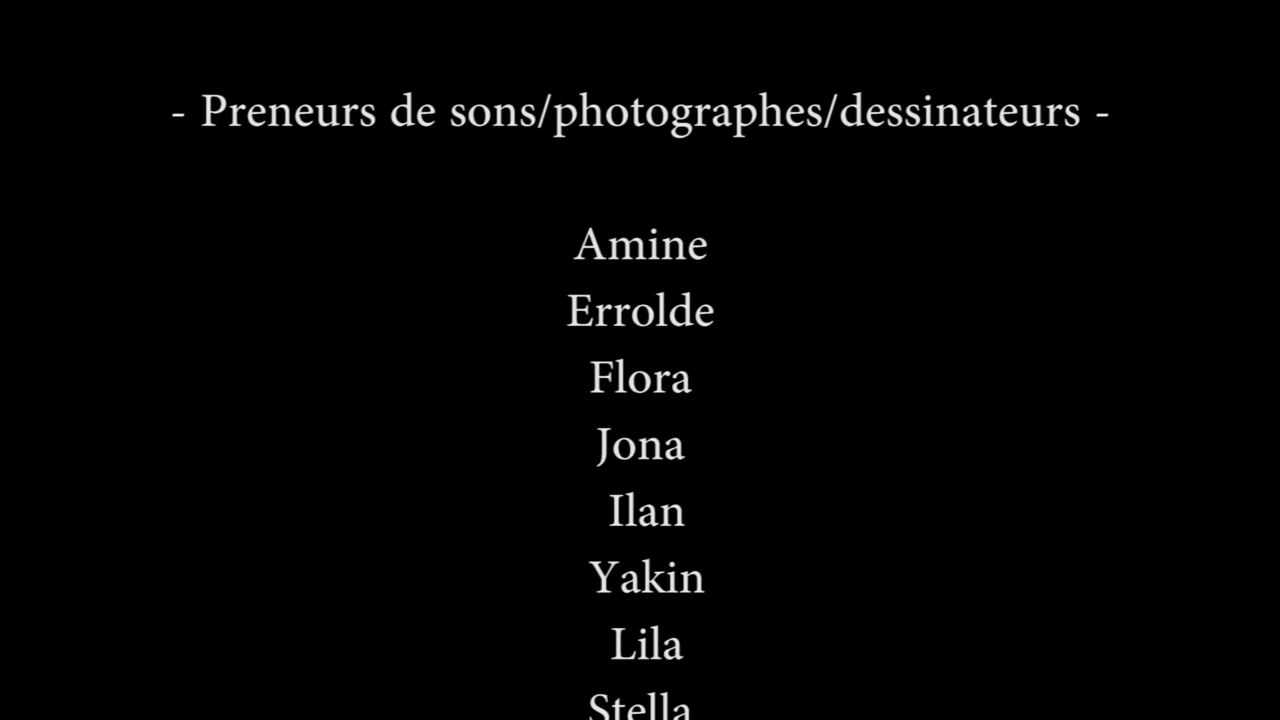 - Preneurs de sons/photographes/dessinateurs -
Amine
Errolde
Flora
Jona
Ilan
Yakin
Lila
Stella